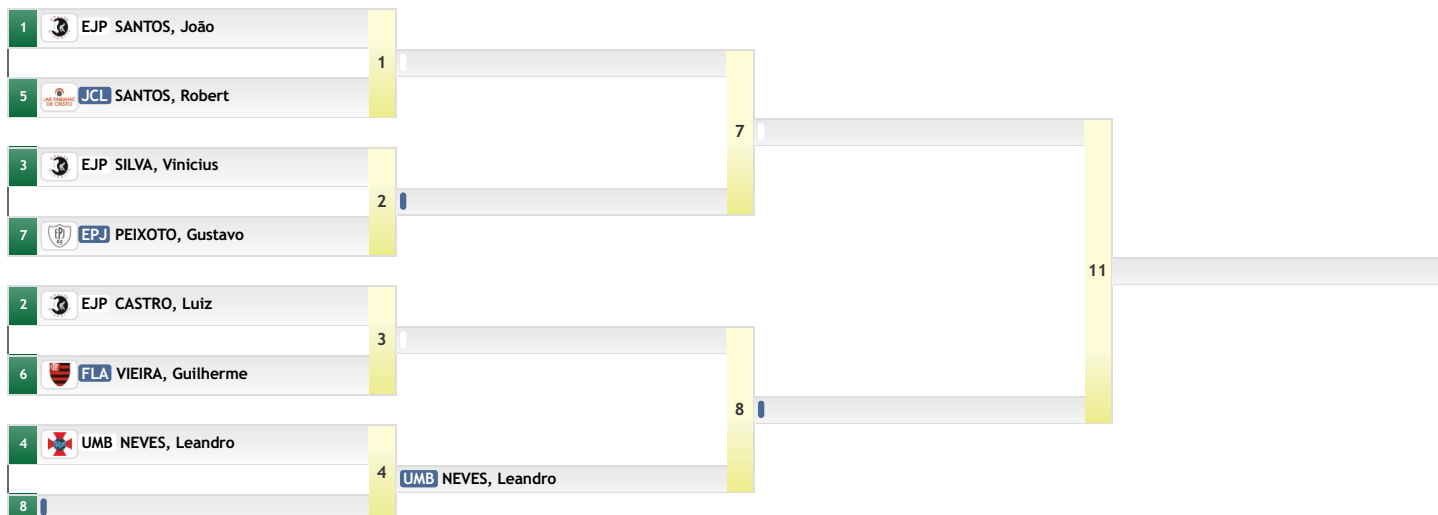 1 EJP SANTOS, João
1
5 JCL SANTOS, Robert
7
3 EJP SILVA, Vinicius
2
7 EPJ PEIXOTO, Gustavo
11
2 EJP CASTRO, Luiz
3
6 FLA VIEIRA, Guilherme
8
4 UMB NEVES, Leandro
4 UMB NEVES, Leandro
8